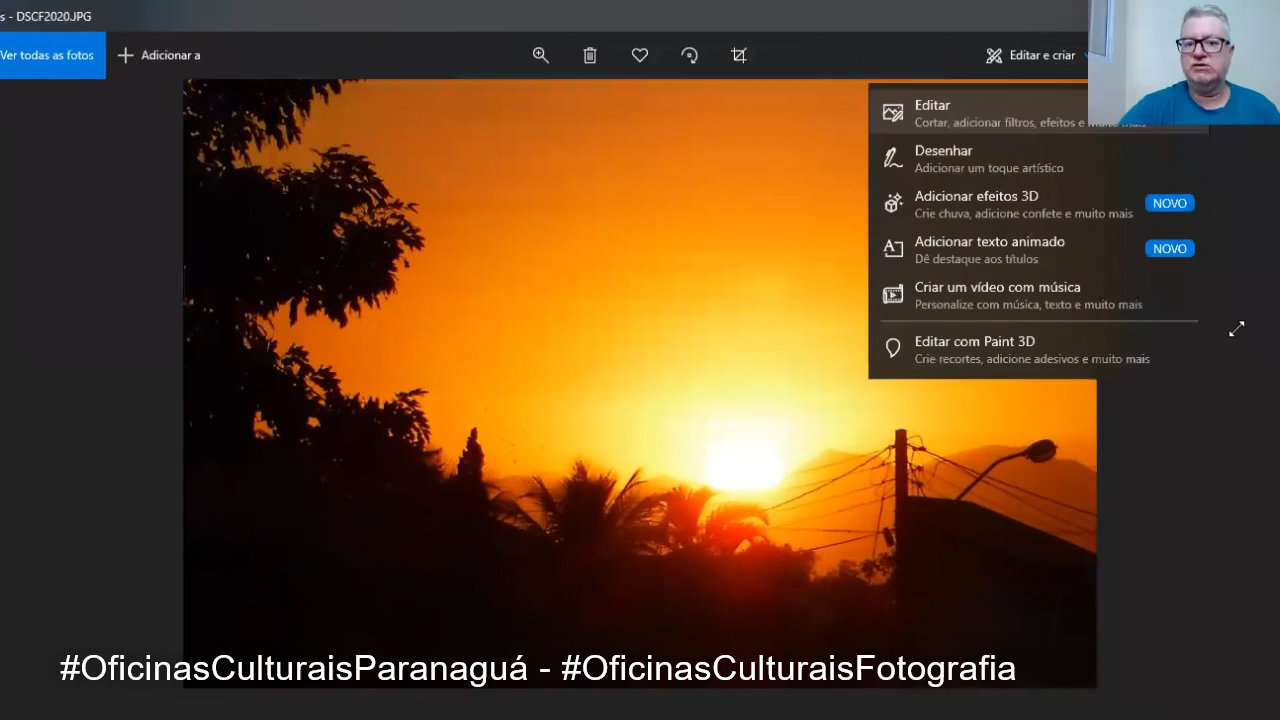 s - DSCF2020.JPG
Ver todas as fotos
Adicionar a
Editar e criar
Editar
Cortar, adicionar filtros, efeitos e muito mais
Desenhar
Adicionar um toque artístico
Adicionar efeitos 3D
Crie chuva, adicione confete e muito mais
NOVO
Adicionar texto animado
Dê destaque aos títulos
NOVO
Criar um vídeo com música
Personalize com música, texto e muito mais
Editar com Paint 3D
Crie recortes, adicione adesivos e muito mais
#OficinasCulturaisParanaguá - #OficinasCulturaisFotografia